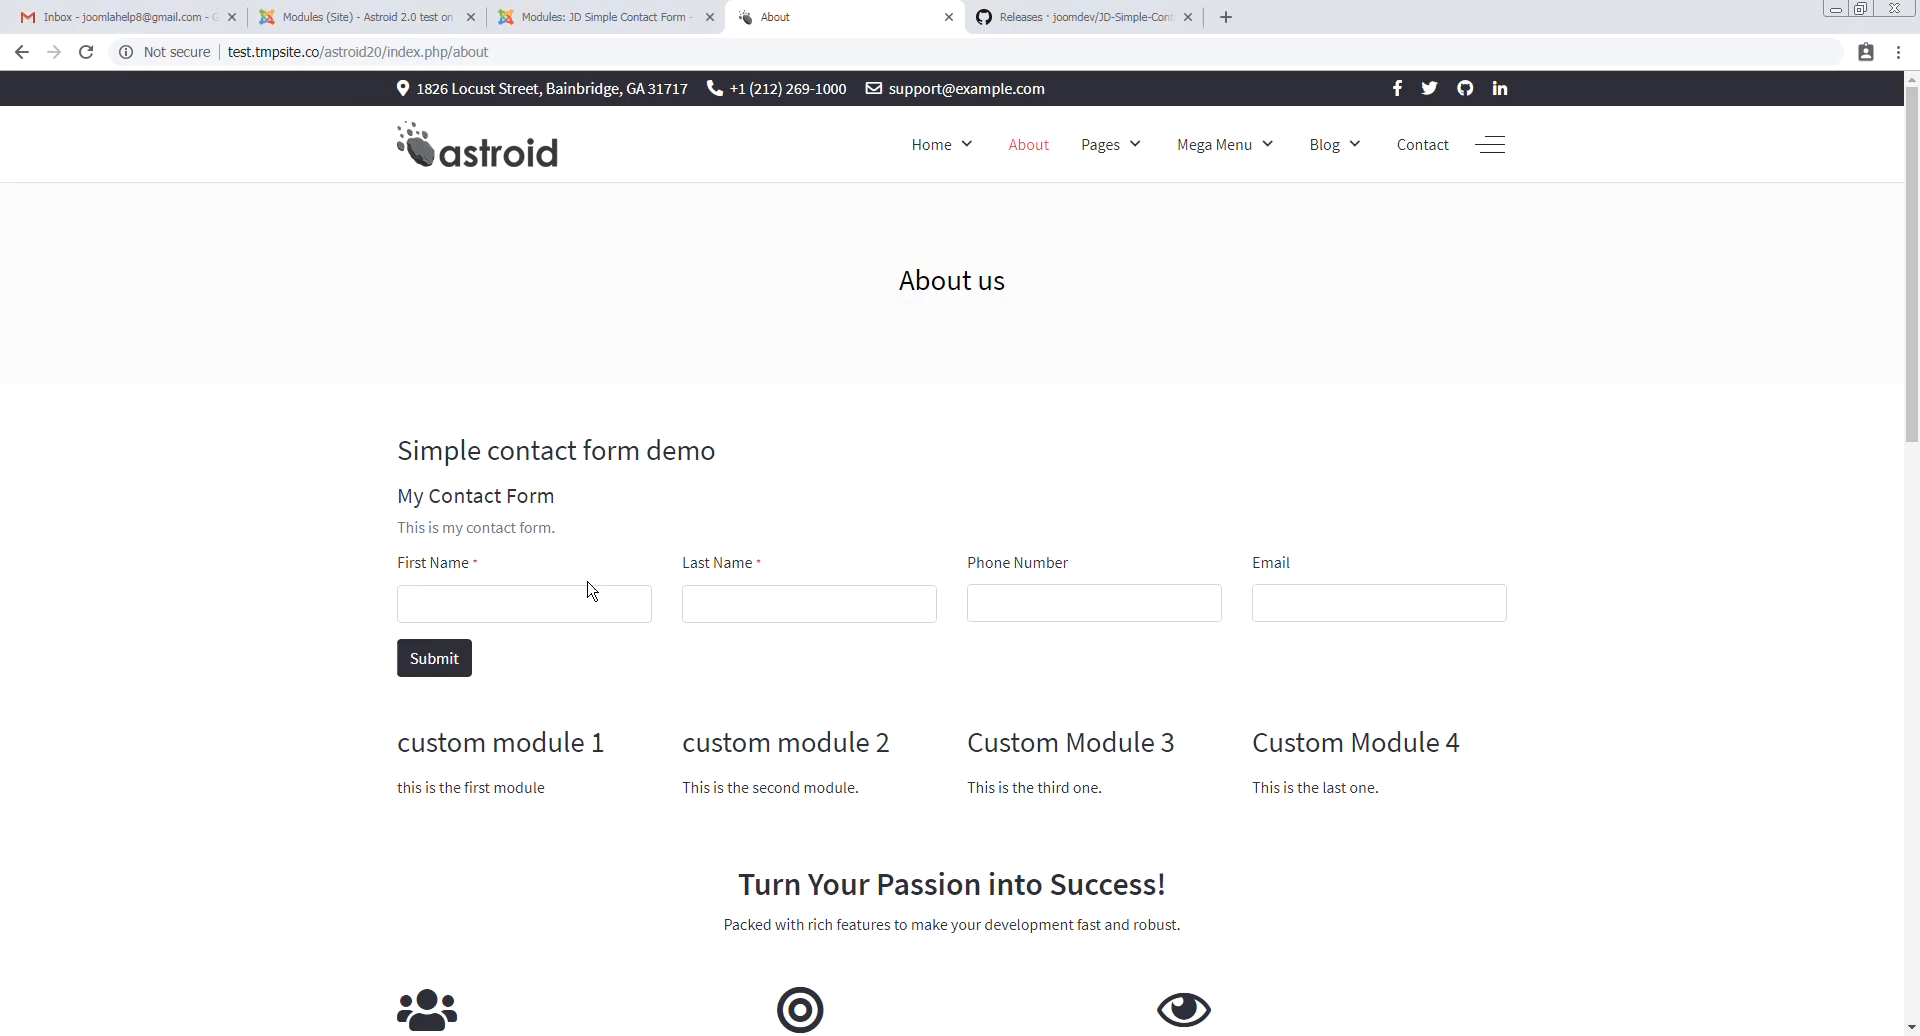 Inbox - joomlahelp8@gmail.com - G
Modules (Site) - Astroid 2.0 test on
Modules: JD Simple Contact Form -
About
Releases · joomdev/JD-Simple-Cont
Not secure
test.tmpsite.co/astroid20/index.php/about
1826 Locust Street, Bainbridge, GA 31717
+1 (212) 269-1000
support@example.com
astroid
Home
About
Pages
Mega Menu
Blog
Contact
About us
Simple contact form demo
My Contact Form
This is my contact form.
First Name *
Last Name *
Phone Number
Email
Submit
custom module 1
custom module 2
Custom Module 3
Custom Module 4
this is the first module
This is the second module.
This is the third one.
This is the last one.
Turn Your Passion into Success!
Packed with rich features to make your development fast and robust.